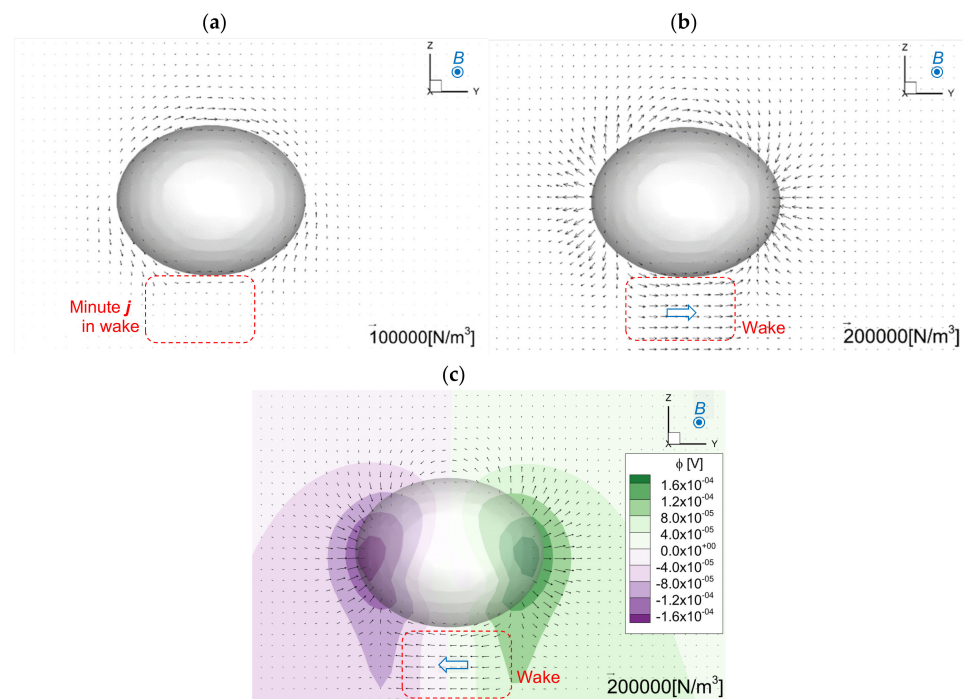 (a)
(b)
Z
B
X
Y
Minute j
in wake
100000[N/m³]
Z
B
X
Y
Wake
200000[N/m³]
(c)
Z
B
X
Y
ϕ [V]
1.6x10⁻⁰⁴
1.2x10⁻⁰⁴
8.0x10⁻⁰⁵
4.0x10⁻⁰⁵
0.0x10⁺⁰⁰
-4.0x10⁻⁰⁵
-8.0x10⁻⁰⁵
-1.2x10⁻⁰⁴
-1.6x10⁻⁰⁴
Wake
200000[N/m³]